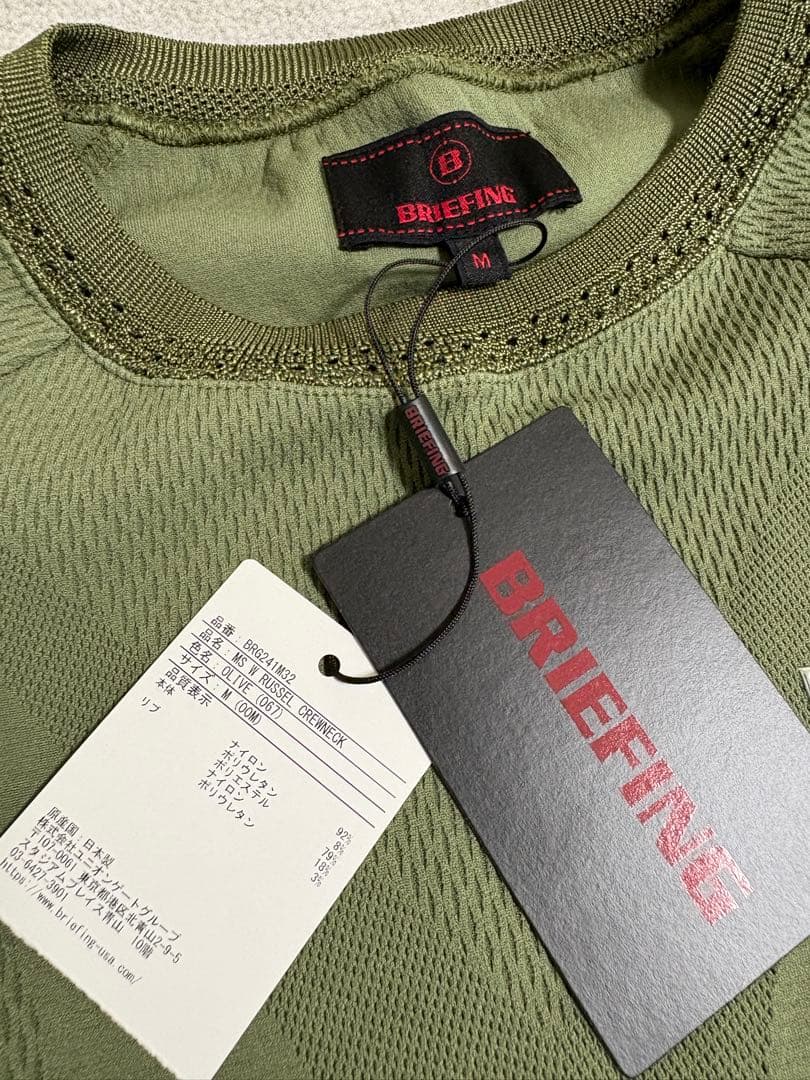 B
BRIEFING
M
BRIEFING
BRIEFING
品番:BRG241M32
品名:MS W RUSSEL CREWNECK
色名:OLIVE (067)
サイズ:M (OOM)
品質表示
本体
ナイロン 92%
ポリウレタン 8%
リブ
ポリエステル 79%
ナイロン 18%
ポリウレタン 3%
原産国:日本製
株式会社ユニオンゲートグループ
〒107-0061 東京都港区北青山2-9-5
スタジアムプレイス青山 10階
03-6427-3901
https://www.briefing-usa.com/